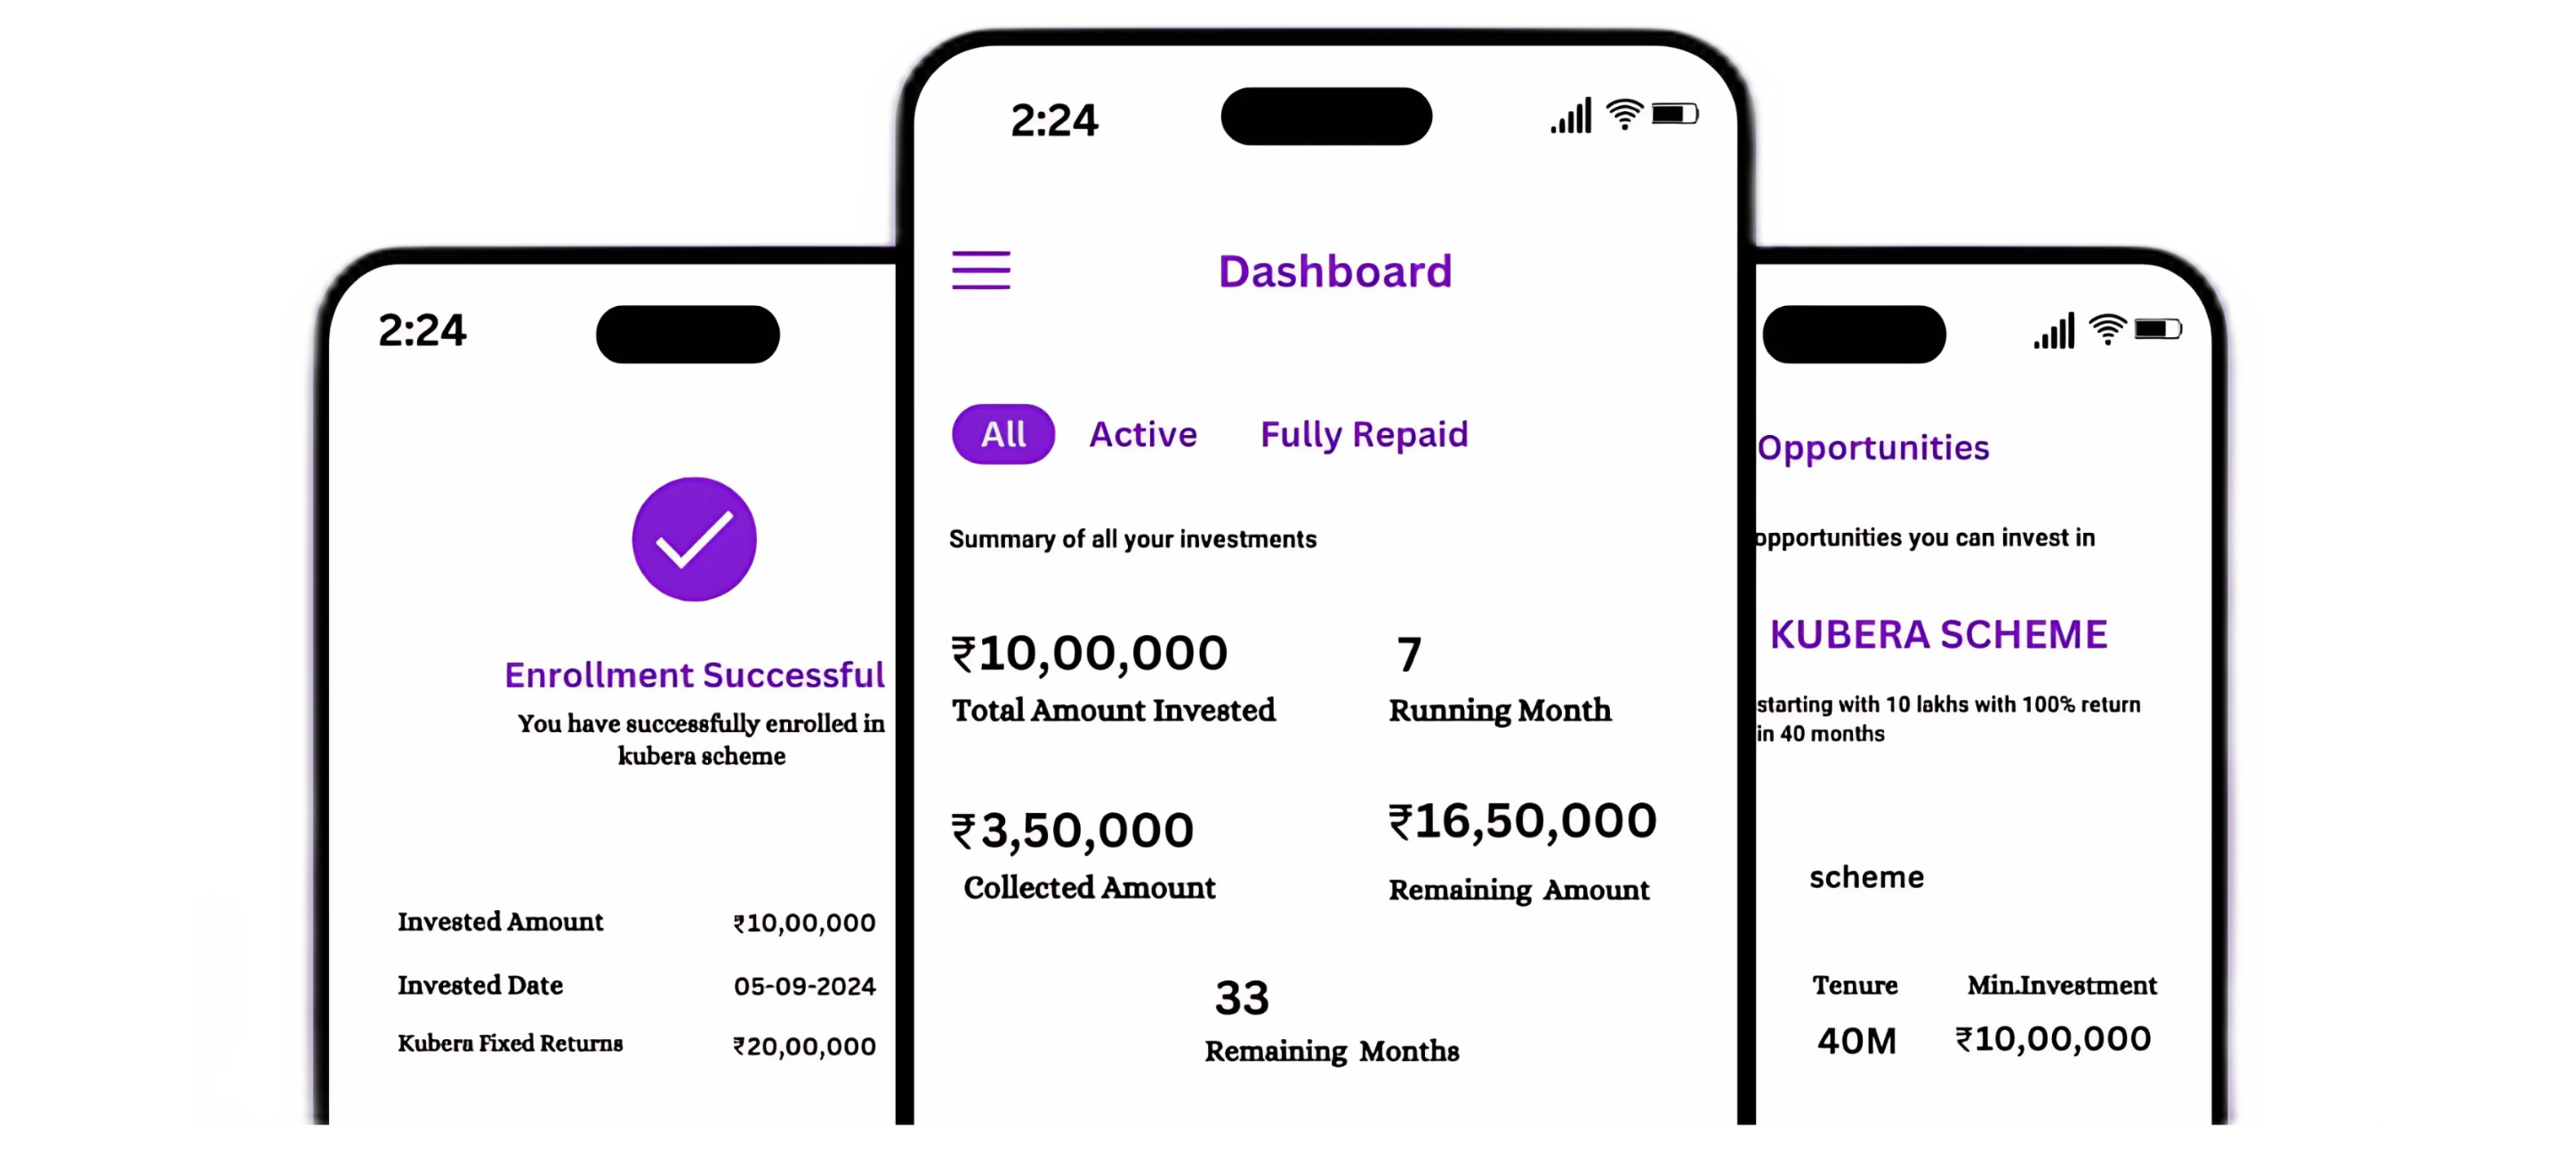 2:24
Enrollment Successful
You have successfully enrolled in
kubera scheme
Invested Amount ₹10,00,000
Invested Date 05-09-2024
Kubera Fixed Returns ₹20,00,000
2:24
Dashboard
All Active Fully Repaid
Summary of all your investments
₹10,00,000 7
Total Amount Invested Running Month
₹3,50,000 ₹16,50,000
Collected Amount Remaining Amount
33
Remaining Months
Opportunities
opportunities you can invest in
KUBERA SCHEME
starting with 10 lakhs with 100% return
in 40 months
scheme
Tenure Min.Investment
40M ₹10,00,000